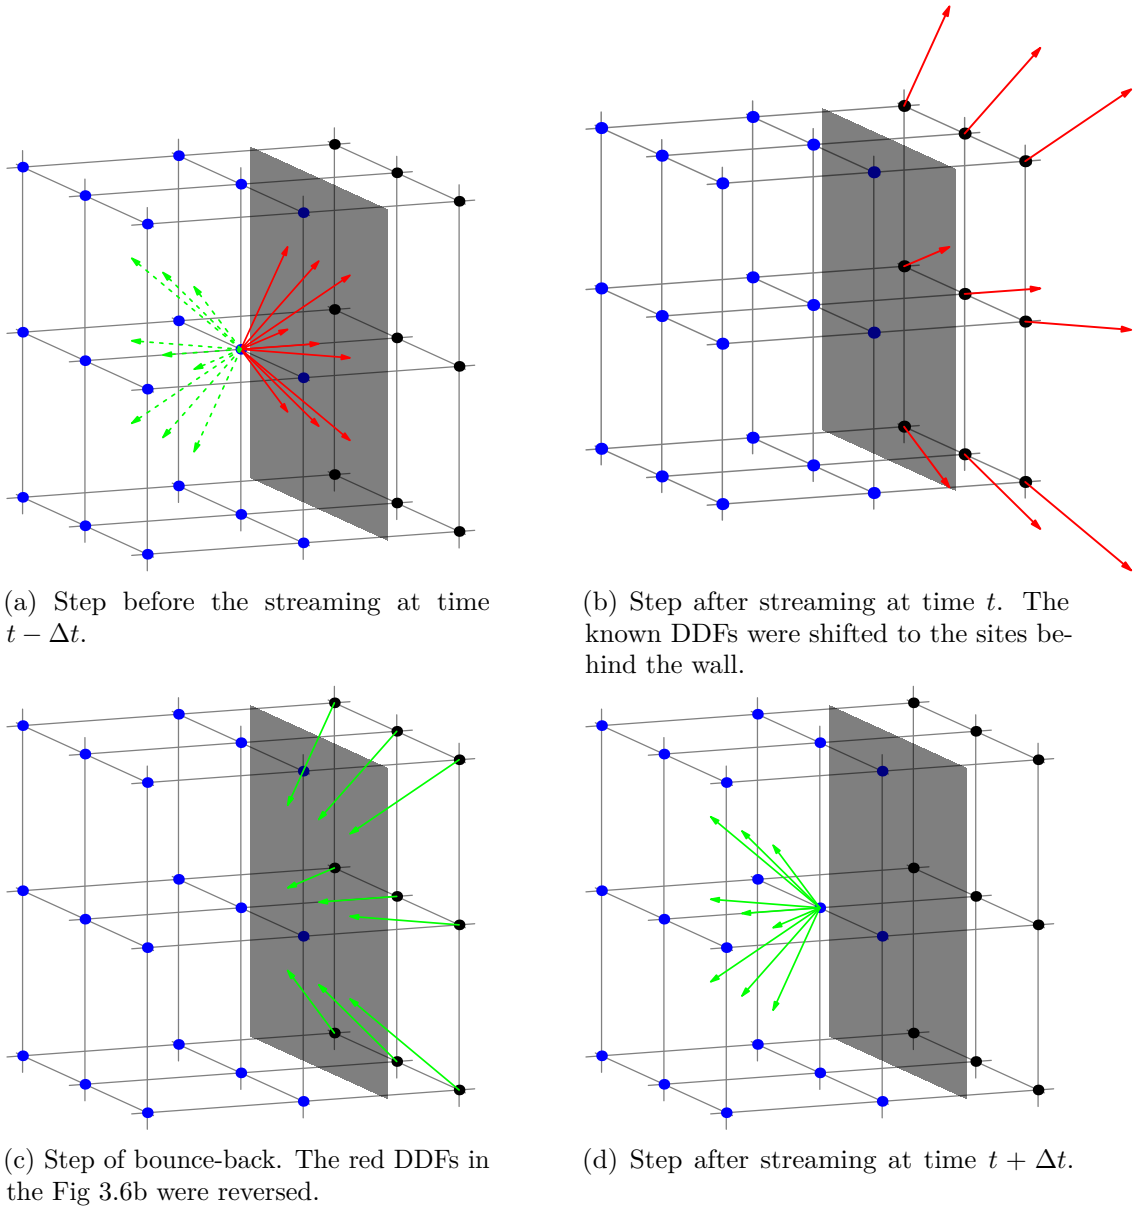 (a) Step before the streaming at time
t − Δt.
(b) Step after streaming at time t. The
known DDFs were shifted to the sites be-
hind the wall.
(c) Step of bounce-back. The red DDFs in
the Fig 3.6b were reversed.
(d) Step after streaming at time t + Δt.